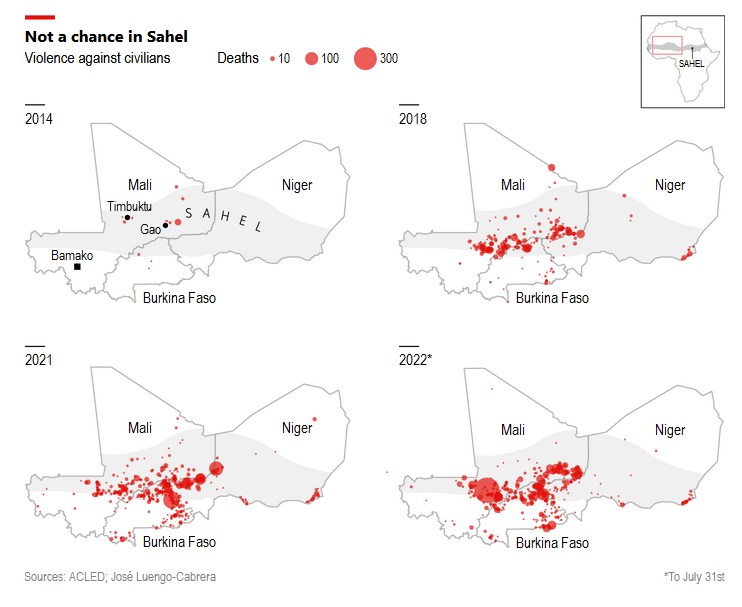 Not a chance in Sahel
Violence against civilians
Deaths 10 100 300
SAHEL
2014
Mali
Niger
Timbuktu
SAHEL
Gao
Bamako
Burkina Faso
2018
Mali
Niger
Burkina Faso
2021
Mali
Niger
Burkina Faso
2022*
Mali
Niger
Burkina Faso
Sources: ACLED; José Luengo-Cabrera
*To July 31st